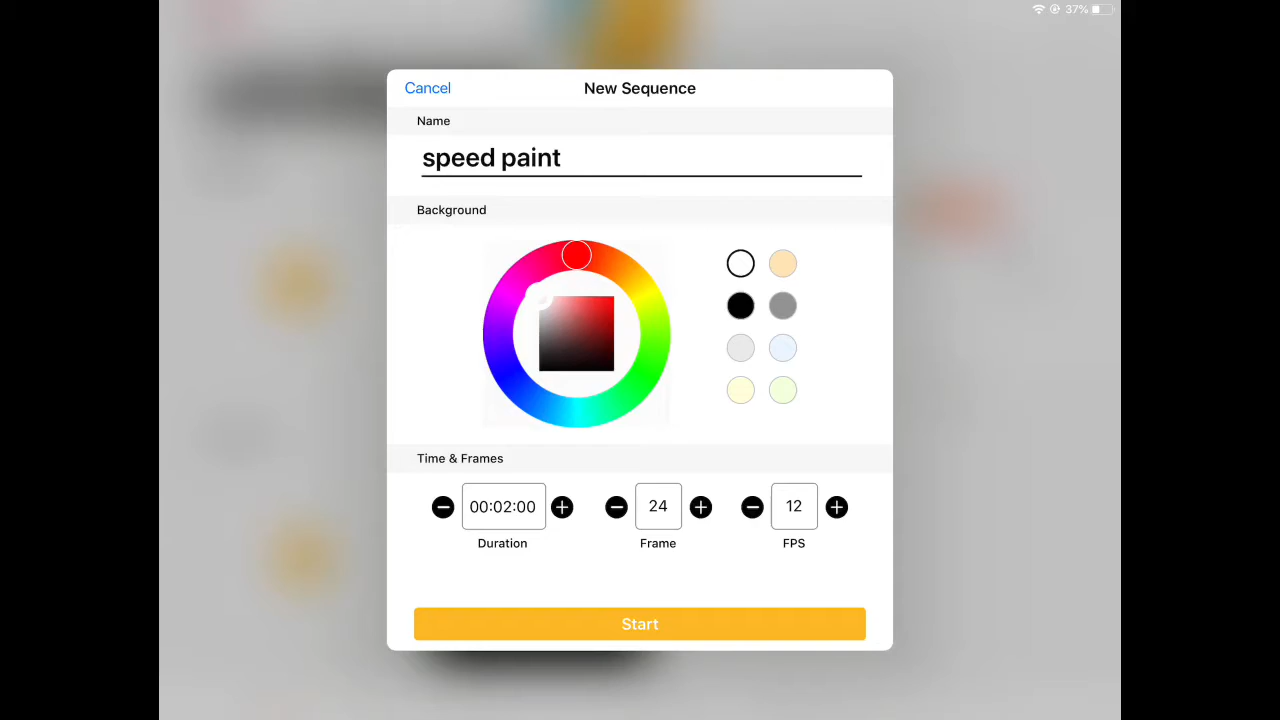 37%
Cancel New Sequence
Name
speed paint
Background
Time & Frames
00:02:00 24 12
Duration Frame FPS
Start